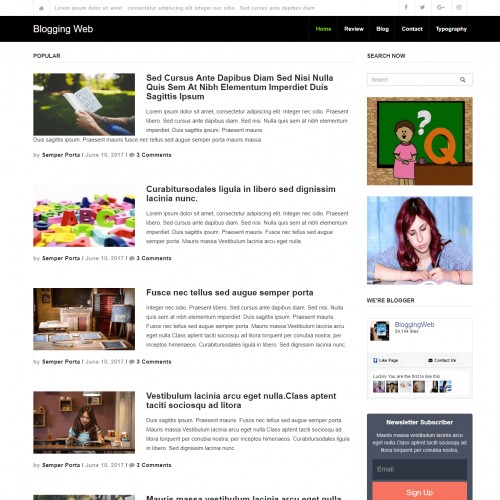 Lorem ipsum dolor sit amet : consectetur adipiscing elit integer nec odio : Sed cursus ante dapibus diam
Blogging Web
Home Review Blog Contact Typography
POPULAR
Sed Cursus Ante Dapibus Diam Sed Nisi Nulla
Quis Sem At Nibh Elementum Imperdiet Duis
Sagittis Ipsum
Lorem ipsum dolor sit amet, consectetur adipiscing elit. Integer nec odio. Praesent
libero. Sed cursus ante dapibus diam. Sed nisi. Nulla quis sem at nibh elementum
imperdiet. Duis sagittis ipsum. Praesent mauris.
Duis sagittis ipsum. Praesent mauris fusce nec tellus sed augue semper porta mauris massa.
by Semper Porta / June 10, 2017 / 3 Comments
Curabitursodales ligula in libero sed dignissim
lacinia nunc.
Lorem ipsum dolor sit amet, consectetur adipiscing elit. Integer nec odio. Praesent
libero. Sed cursus ante dapibus diam. Sed nisi. Nulla quis sem at nibh elementum
imperdiet. Duis sagittis ipsum. Praesent mauris. Fusce nec tellus sed augue
semper porta. Mauris massa Vestibulum lacinia arcu eget nulla.
by Semper Porta / June 10, 2017 / 3 Comments
Fusce nec tellus sed augue semper porta
Integer nec odio. Praesent libero. Sed cursus ante dapibus diam. Sed nisi. Nulla
quis sem at nibh elementum imperdiet. Duis sagittis ipsum. Praesent mauris.
Fusce nec tellus sed augue semper porta. Mauris massa Vestibulum lacinia arcu
eget nulla.Class aptent taciti sociosqu ad litora torquer per conubia nostra, per
inceptos himenaeos. Curabitursodales ligula in libero. Sed dignissim lacinia nunc.
by Semper Porta / June 10, 2017 / 3 Comments
Vestibulum lacinia arcu eget nulla.Class aptent
taciti sociosqu ad litora
Fusce nec tellus sed augue semper porta. Mauris massa Vestibulum lacinia arcu
eget nulla.Class aptent taciti sociosqu ad litora
torquer per conubia nostra, per inceptos himenaeos. Curabitursodales ligula in
libero. Sed dignissim lacinia nunc.
by Semper Porta / June 10, 2017 / 3 Comments
Mauris massa Vestibulum lacinia arcu eget
SEARCH NOW
Search
? Q
WE'RE BLOGGER
BloggingWeb
54,144 likes
Like Page Contact Us
Luckily You are the first to like this
Newsletter Subscriber
Mauris massa vestibulum lacinia arcu
eget nulla class aptent taciti sociosqu ad
Email
Sign Up